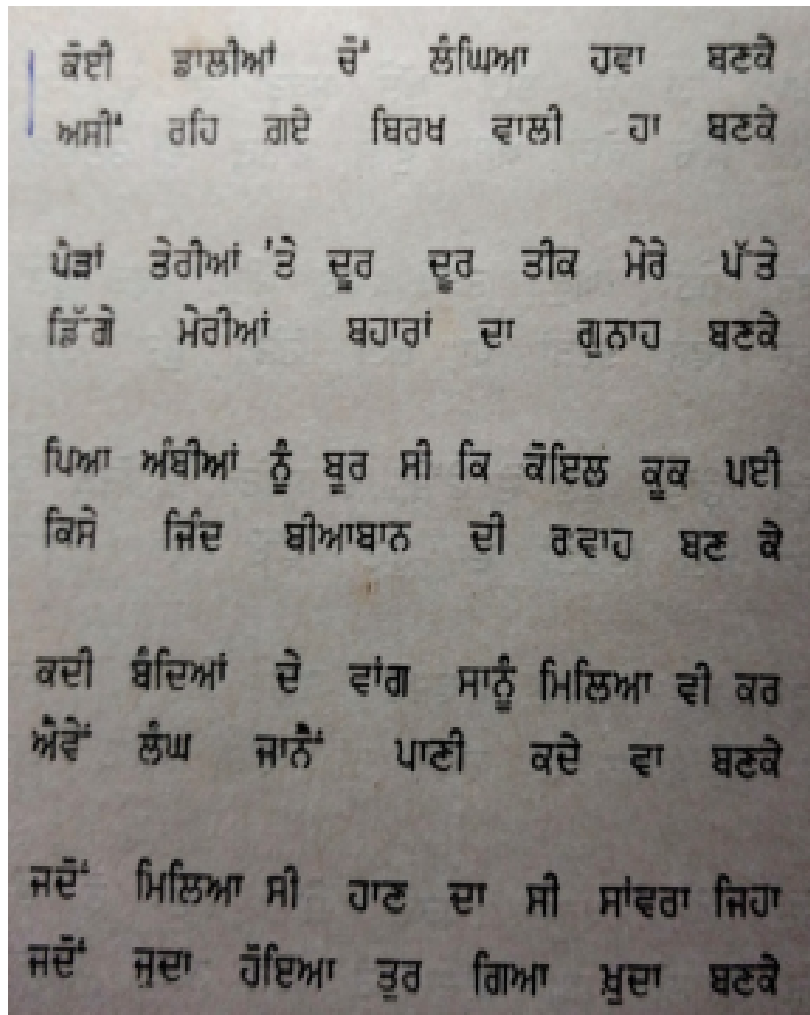 ਕੋਈ ਡਾਲੀਆਂ ਚੋਂ ਲੰਘਿਆ ਹਵਾ ਬਣਕੇ
ਅਸੀਂ ਰਹਿ ਗਏ ਬਿਰਖ ਵਾਲੀ ਹਾ ਬਣਕੇ
ਪੈੜਾਂ ਤੇਰੀਆਂ 'ਤੇ ਦੂਰ ਦੂਰ ਤੀਕ ਮੇਰੇ ਪੱਤੇ
ਡਿੱਗੇ ਮੇਰੀਆਂ ਬਹਾਰਾਂ ਦਾ ਗੁਨਾਹ ਬਣਕੇ
ਪਿਆ ਅੰਬੀਆਂ ਨੂੰ ਬੂਰ ਸੀ ਕਿ ਕੋਇਲ ਕੂਕ ਪਈ
ਕਿਸੇ ਜਿੰਦ ਬੀਆਬਾਨ ਦੀ ਗਵਾਹ ਬਣ ਕੇ
ਕਦੀ ਬੰਦਿਆਂ ਦੇ ਵਾਂਗ ਸਾਨੂੰ ਮਿਲਿਆ ਵੀ ਕਰ
ਐਵੇਂ ਲੰਘ ਜਾਨੈਂ ਪਾਣੀ ਕਦੇ ਵਾ ਬਣਕੇ
ਜਦੋਂ ਮਿਲਿਆ ਸੀ ਹਾਣ ਦਾ ਸੀ ਸਾਂਵਰਾ ਜਿਹਾ
ਜਦੋਂ ਜੁਦਾ ਹੋਇਆ ਤੁਰ ਗਿਆ ਖ਼ੁਦਾ ਬਣਕੇ